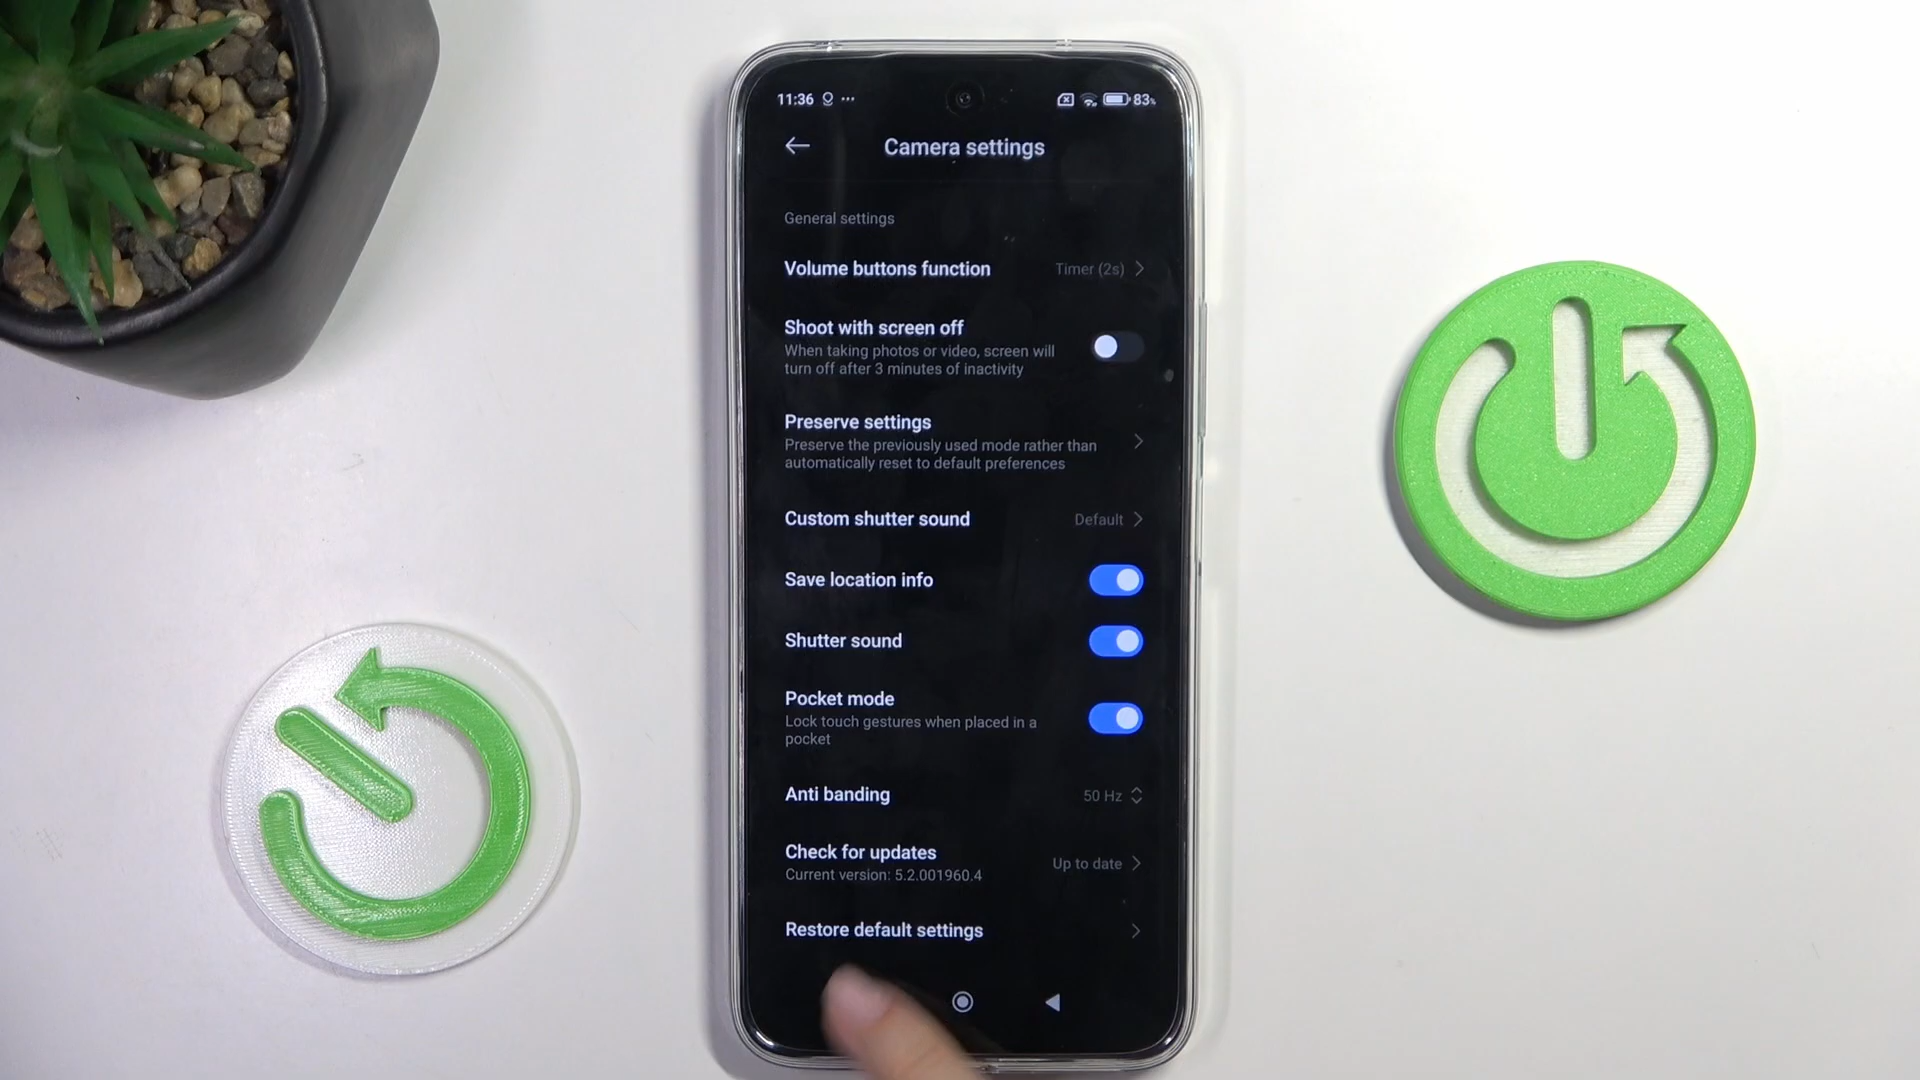 11:36
83%
Camera settings
General settings
Volume buttons function
Timer (2s)
Shoot with screen off
When taking photos or video, screen will
turn off after 3 minutes of inactivity
Preserve settings
Preserve the previously used mode rather than
automatically reset to default preferences
Custom shutter sound
Default
Save location info
Shutter sound
Pocket mode
Lock touch gestures when placed in a
pocket
Anti banding
50 Hz
Check for updates
Current version: 5.2.001960.4
Up to date
Restore default settings